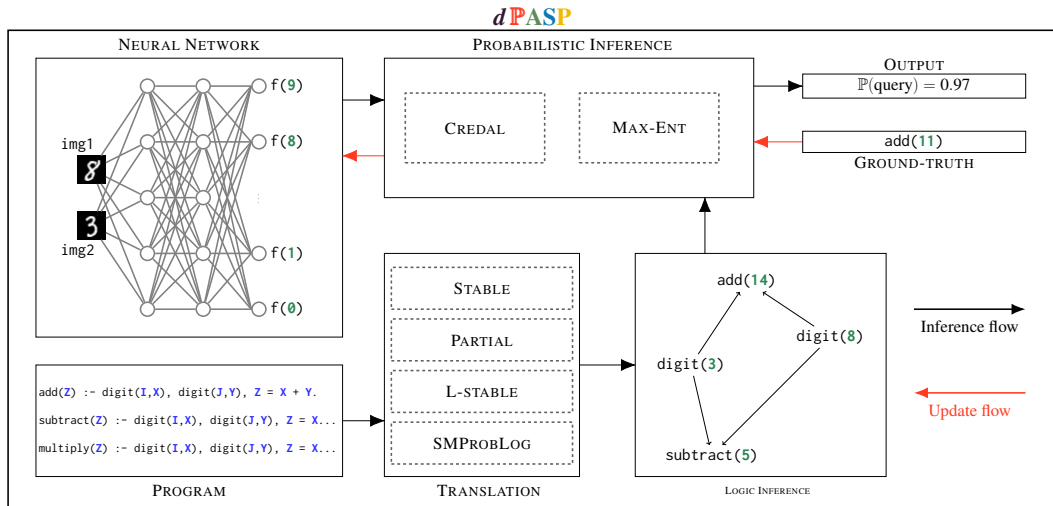 dPASP
NEURAL NETWORK
img1
img2
f(9)
f(8)
f(1)
f(0)
PROBABILISTIC INFERENCE
CREDAL
MAX-ENT
OUTPUT
ℙ(query) = 0.97
add(11)
GROUND-TRUTH
add(Z) :- digit(I,X), digit(J,Y), Z = X + Y.
subtract(Z) :- digit(I,X), digit(J,Y), Z = X...
multiply(Z) :- digit(I,X), digit(J,Y), Z = X...
PROGRAM
STABLE
PARTIAL
L-STABLE
SMPROBLOG
TRANSLATION
add(14)
digit(8)
digit(3)
subtract(5)
LOGIC INFERENCE
Inference flow
Update flow
8
3